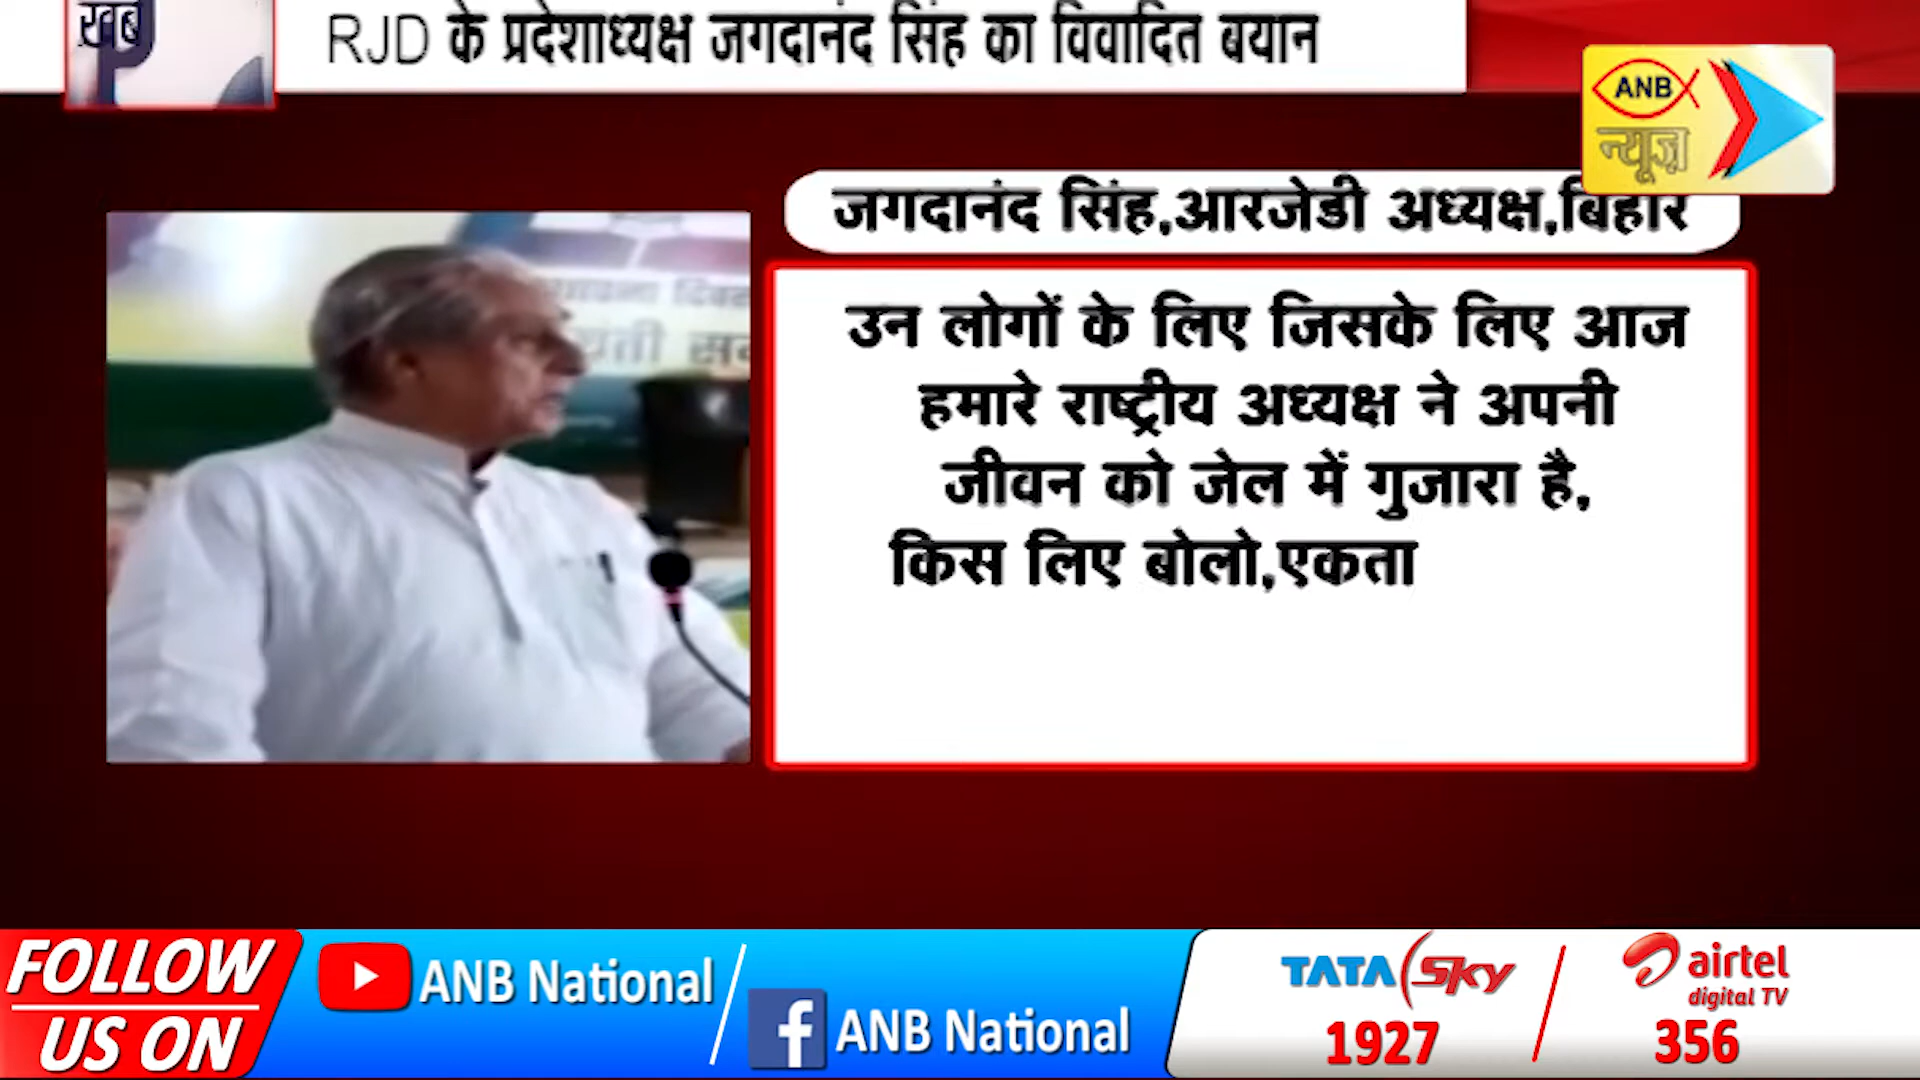 खबर
RJD के प्रदेशाध्यक्ष जगदानंद सिंह का विवादित बयान
ANB
न्यूज़
जगदानंद सिंह,आरजेडी अध्यक्ष,बिहार
उन लोगों के लिए जिसके लिए आज
हमारे राष्ट्रीय अध्यक्ष ने अपनी
जीवन को जेल में गुजारा है,
किस लिए बोलो,एकता
FOLLOW
US ON
ANB National
ANB National
TATA Sky
1927
airtel
digital TV
356